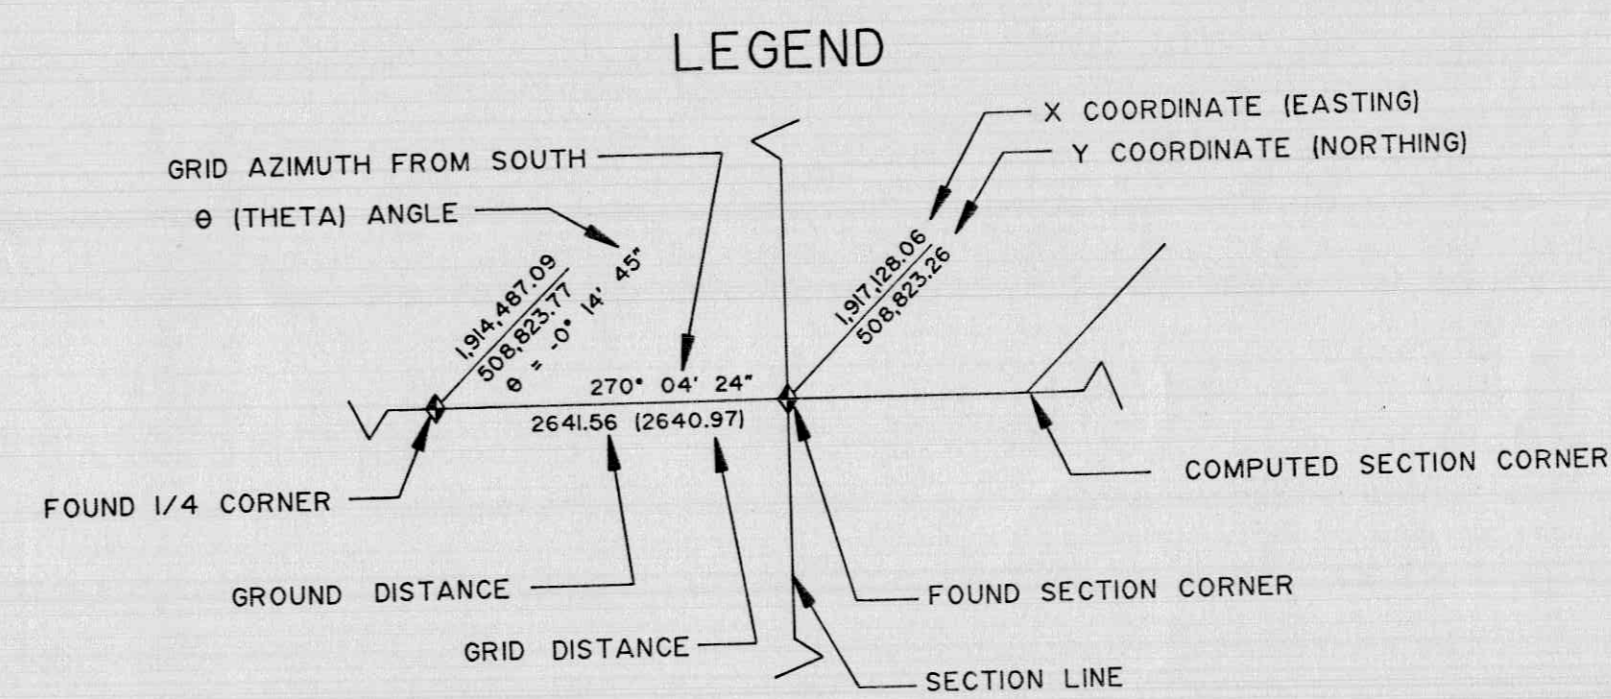 LEGEND
X COORDINATE (EASTING)
Y COORDINATE (NORTHING)
GRID AZIMUTH FROM SOUTH
θ (THETA) ANGLE
1,914,487.09
508,823.77
θ = -0° 14' 45"
1,917,128.06
508,823.26
270° 04' 24"
2641.56 (2640.97)
COMPUTED SECTION CORNER
FOUND 1/4 CORNER
GROUND DISTANCE
FOUND SECTION CORNER
GRID DISTANCE
SECTION LINE